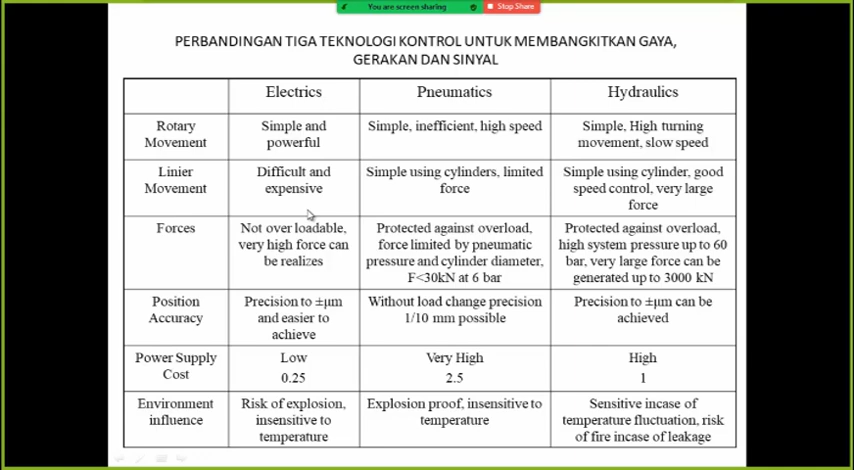 You are screen sharing
Stop Share
PERBANDINGAN TIGA TEKNOLOGI KONTROL UNTUK MEMBANGKITKAN GAYA,
GERAKAN DAN SINYAL
Electrics
Pneumatics
Hydraulics
Rotary
Movement
Simple and
powerful
Simple, inefficient, high speed
Simple, High turning
movement, slow speed
Linier
Movement
Difficult and
expensive
Simple using cylinders, limited
force
Simple using cylinder, good
speed control, very large
force
Forces
Not over loadable,
very high force can
be realizes
Protected against overload,
force limited by pneumatic
pressure and cylinder diameter,
F<30kN at 6 bar
Protected against overload,
high system pressure up to 60
bar, very large force can be
generated up to 3000 kN
Position
Accuracy
Precision to ±μm
and easier to
achieve
Without load change precision
1/10 mm possible
Precision to ±μm can be
achieved
Power Supply
Cost
Low
0.25
Very High
2.5
High
1
Environment
influence
Risk of explosion,
insensitive to
temperature
Explosion proof, insensitive to
temperature
Sensitive incase of
temperature fluctuation, risk
of fire incase of leakage